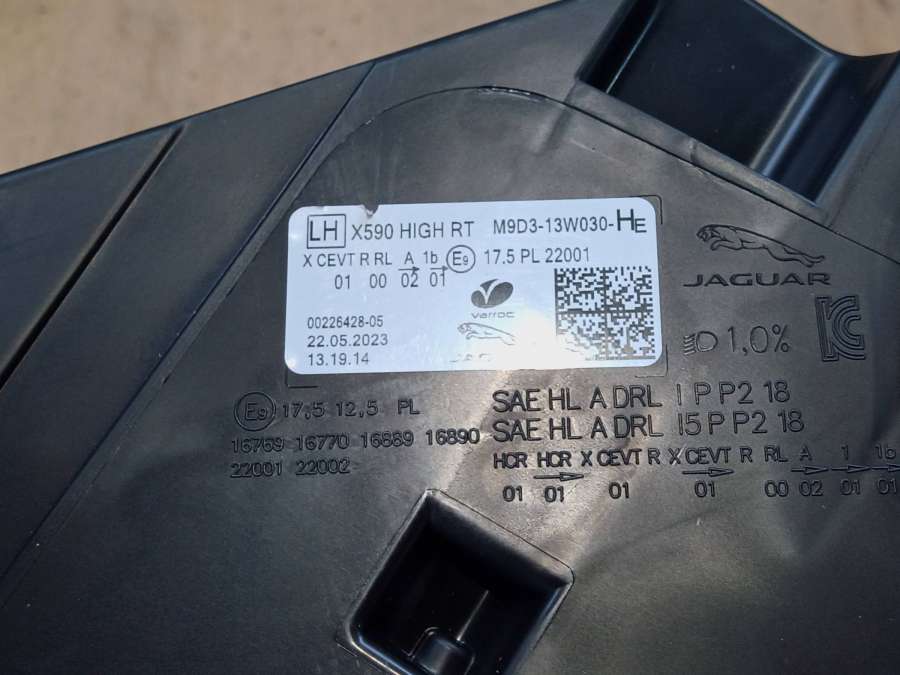 LH X590 HIGH RT M9D3-13W030-HE
X CEVT R RL A 1b E9 17.5 PL 22001
01 00 02 01
varroc
00226428-05
22.05.2023
13.19.14
JAGUAR
1,0%
KC
E9 17,5 12,5 PL
16769 16770 16889 16890
22001 22002
SAE HL A DRL I P P2 18
SAE HL A DRL I5 P P2 18
HCR HCR X CEVT R X CEVT R RL A 1 1b
01 01 01 01 00 02 01 01